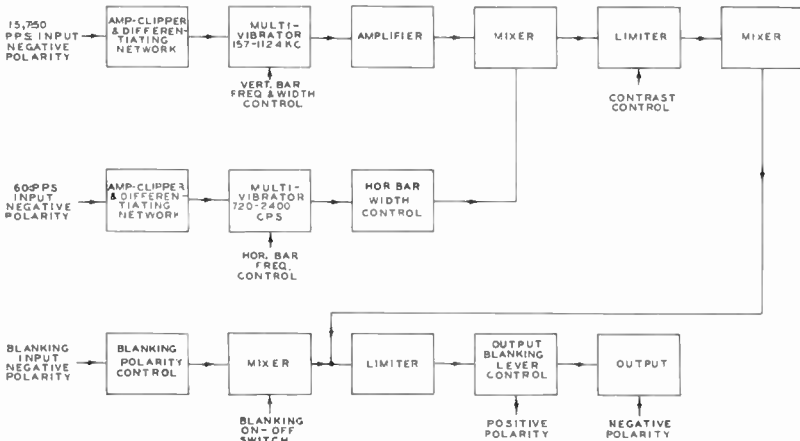 15,750
PPS INPUT
NEGATIVE
POLARITY
AMP-CLIPPER
& DIFFEREN-
TIATING
NETWORK
MULTI-
VIBRATOR
157-1124 KC
AMPLIFIER
MIXER
LIMITER
MIXER
VERT. BAR
FREQ & WIDTH
CONTROL
CONTRAST
CONTROL
60 PPS
INPUT
NEGATIVE
POLARITY
AMP-CLIPPER
& DIFFEREN-
TIATING
NETWORK
MULTI-
VIBRATOR
720-2400
CPS
HOR BAR
WIDTH
CONTROL
HOR. BAR
FREQ.
CONTROL
BLANKING
INPUT
NEGATIVE
POLARITY
BLANKING
POLARITY
CONTROL
MIXER
LIMITER
OUTPUT
BLANKING
LEVER
CONTROL
OUTPUT
BLANKING
ON-OFF
SWITCH
POSITIVE
POLARITY
NEGATIVE
POLARITY